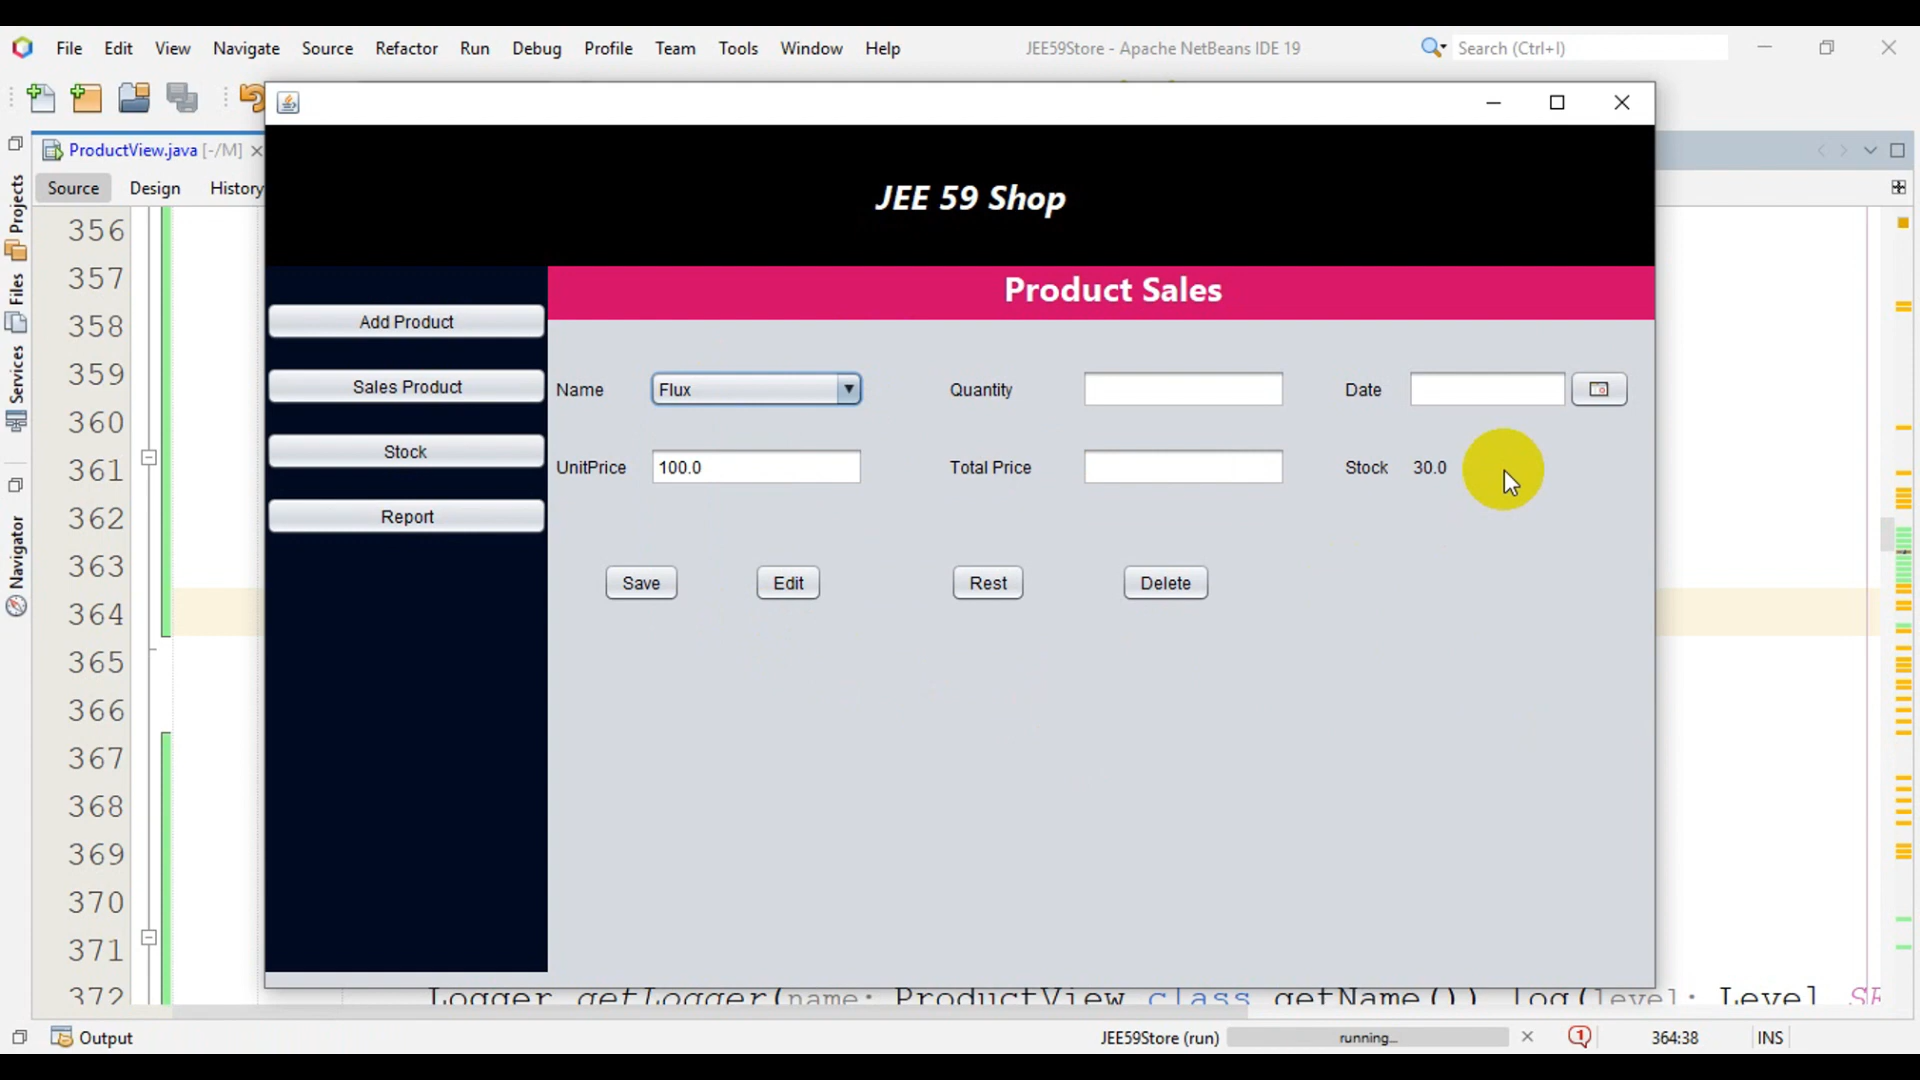 File Edit View Navigate Source Refactor Run Debug Profile Team Tools Window Help JEE59Store - Apache NetBeans IDE 19 Search (Ctrl+I)
ProductView.java [-/M]
Source Design History
Projects
Files
Services
Navigator
356
357
358
359
360
361
362
363
364
365
366
367
368
369
370
371
372
JEE 59 Shop
Product Sales
Add Product
Sales Product
Stock
Report
Name Flux Quantity Date
UnitPrice 100.0 Total Price Stock 30.0
Save Edit Rest Delete
Logger getLogger(name: ProductView class getName()) log(level: Level
Output JEE59Store (run) running... 1 364:38 INS